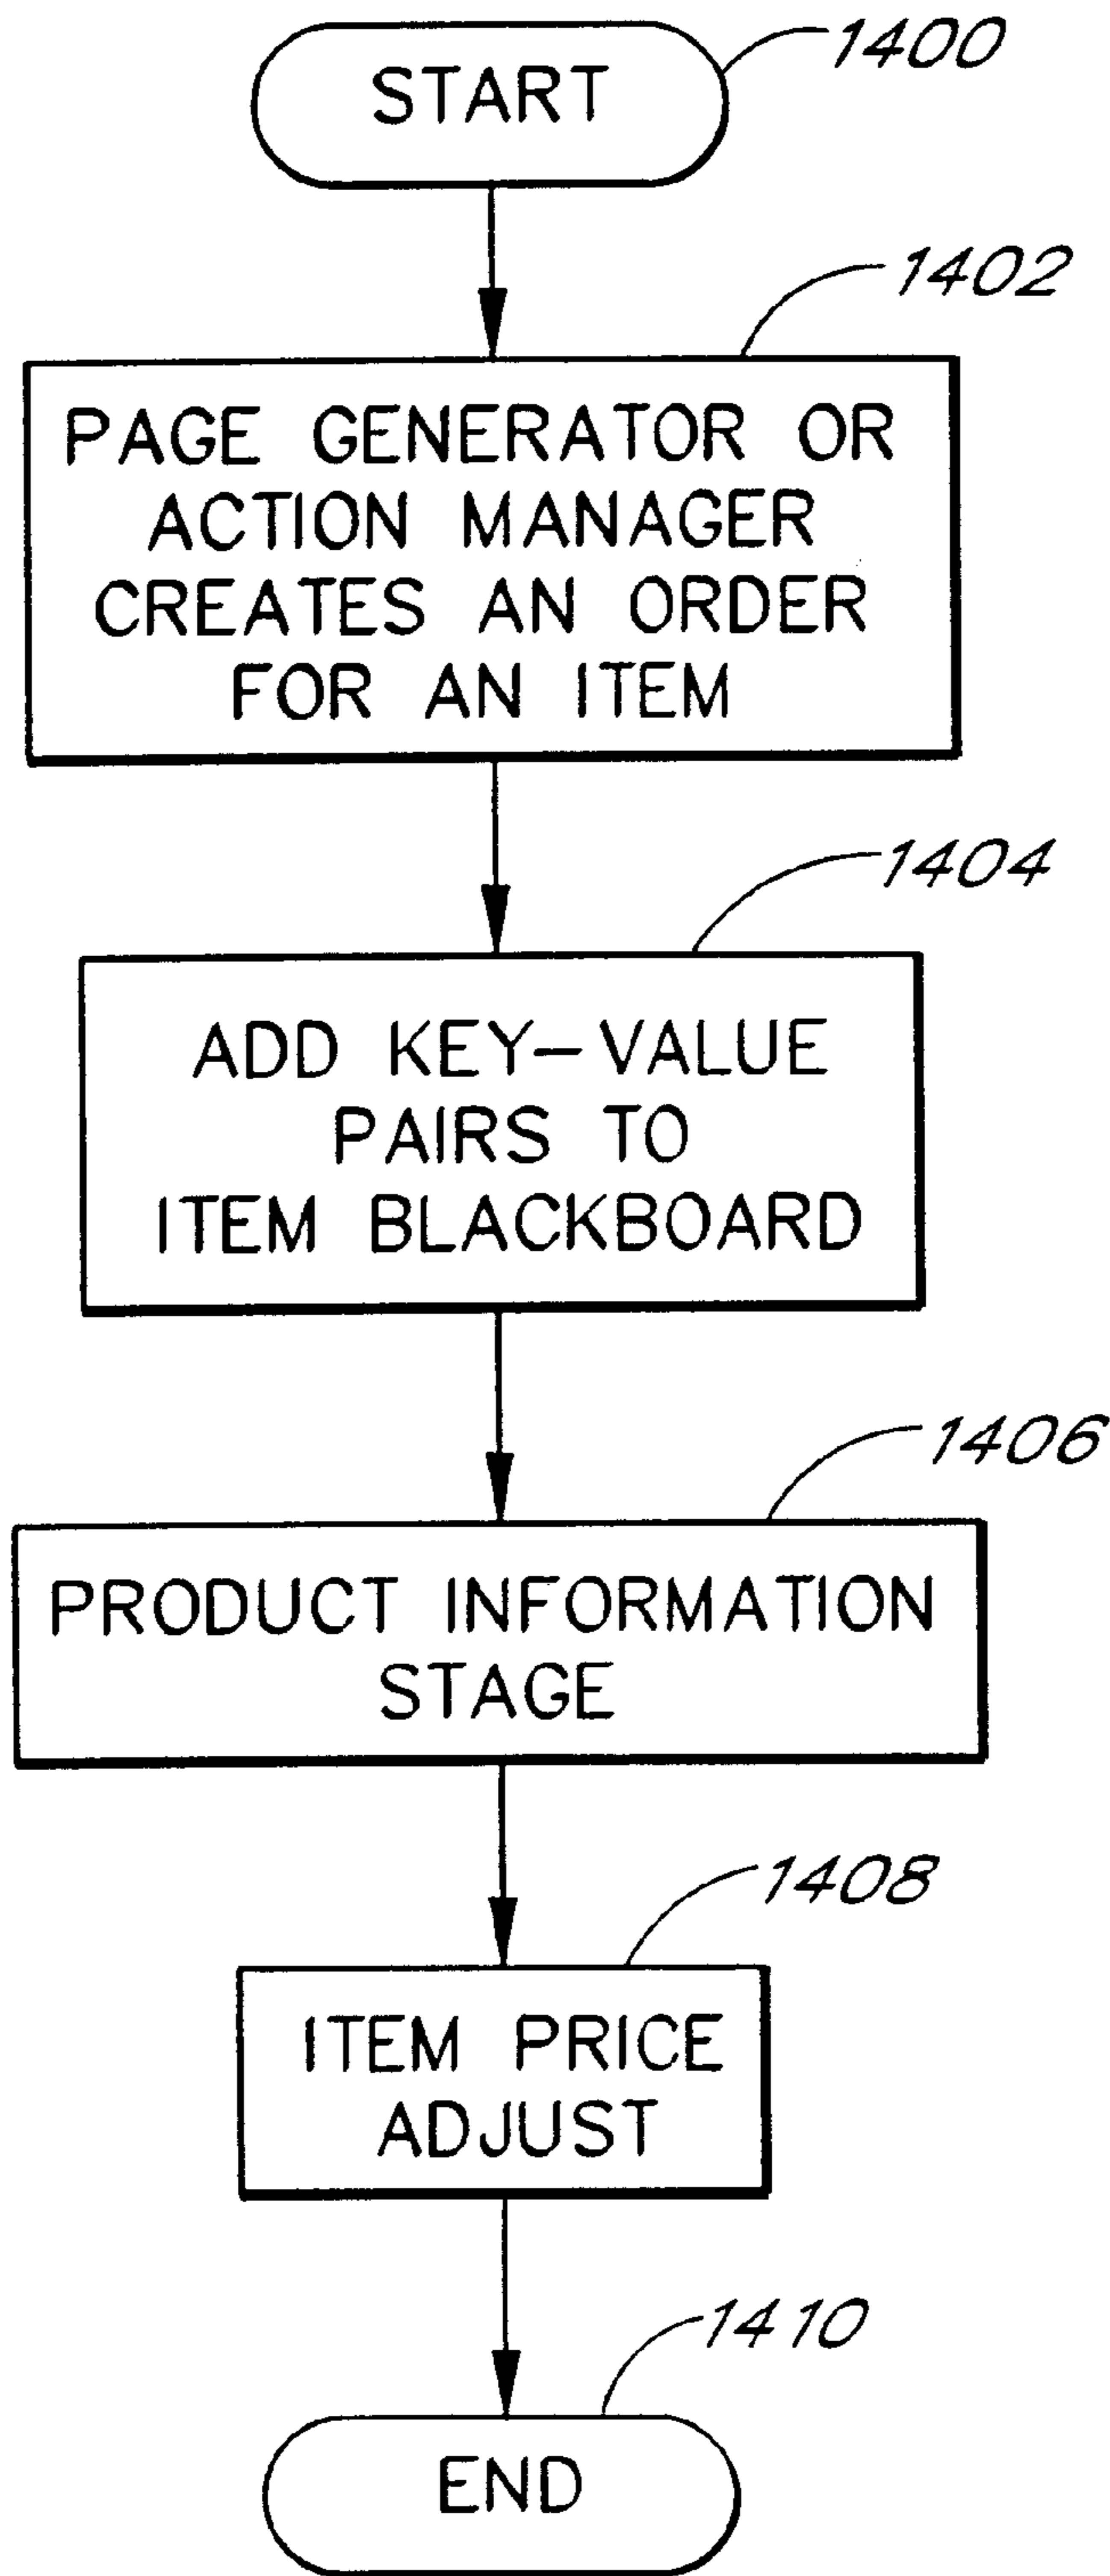 1400
START
1402
PAGE GENERATOR OR
ACTION MANAGER
CREATES AN ORDER
FOR AN ITEM
1404
ADD KEY-VALUE
PAIRS TO
ITEM BLACKBOARD
1406
PRODUCT INFORMATION
STAGE
1408
ITEM PRICE
ADJUST
1410
END